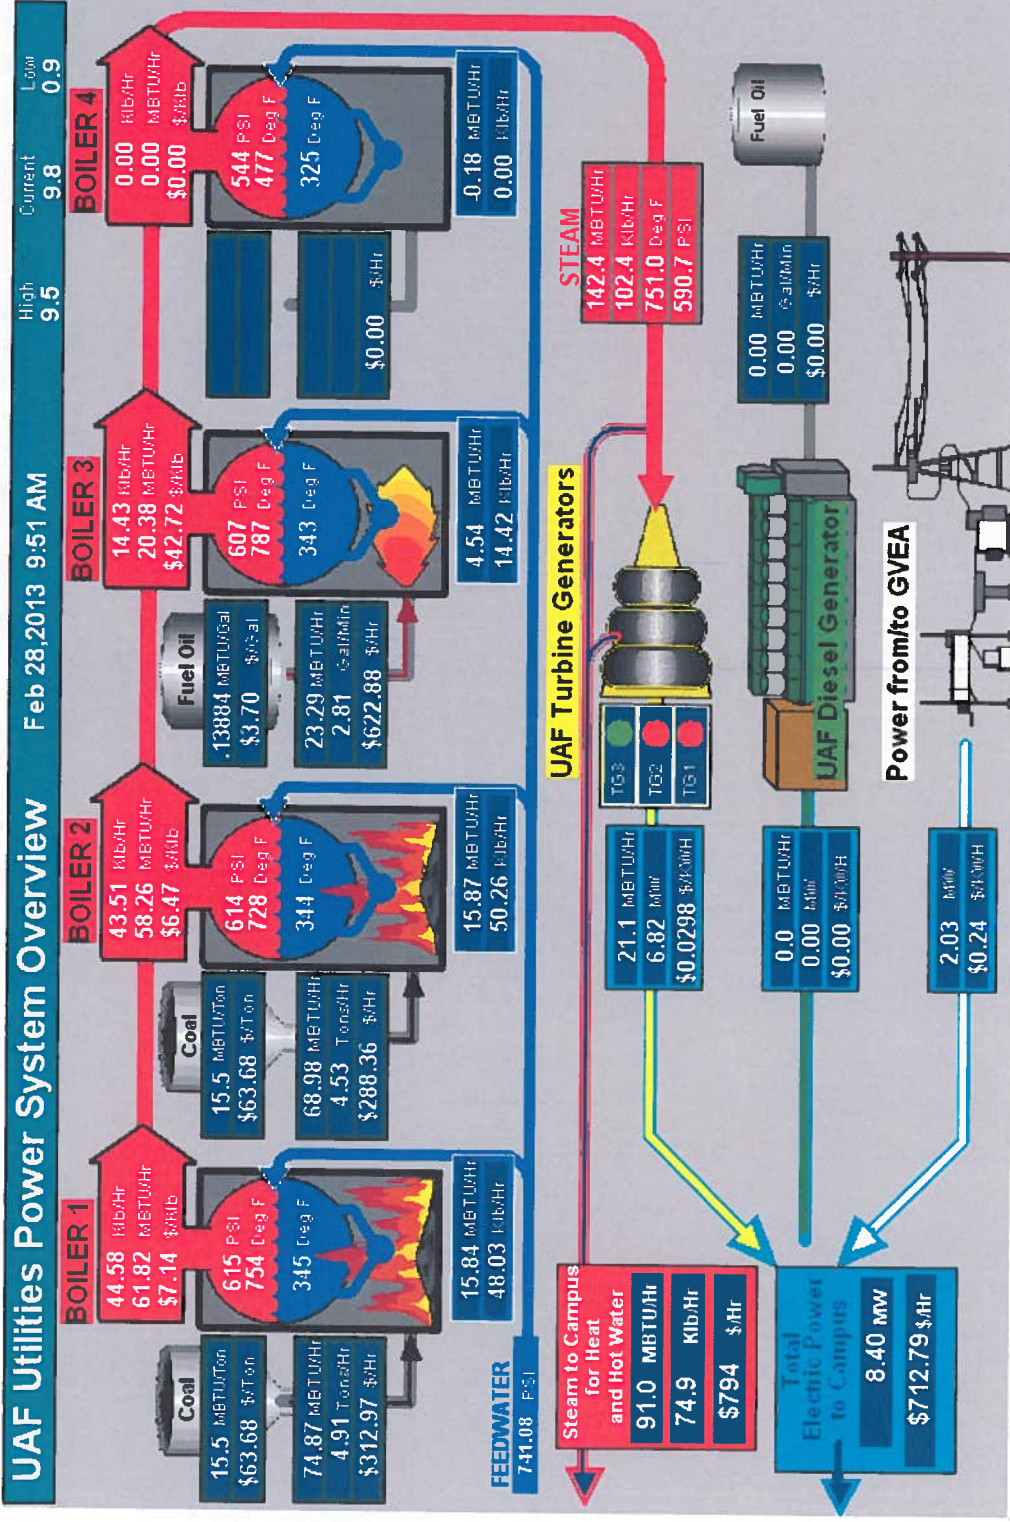 UAF Utilities Power System Overview
Feb 28,2013 9:51 AM
High
9.5
Current
9.8
Low
0.9
BOILER 1
44.58 Klb/Hr
61.82 MBTU/Hr
$7.14 $/Klb
615 PSI
754 Deg F
345 Deg F
Coal
15.5 MBTU/Ton
$63.68 $/Ton
74.87 MBTU/Hr
4.91 Tons/Hr
$312.97 $/Hr
15.84 MBTU/Hr
48.03 Klb/Hr
BOILER 2
43.51 Klb/Hr
58.26 MBTU/Hr
$6.47 $/Klb
614 PSI
728 Deg F
344 Deg F
Coal
15.5 MBTU/Ton
$63.68 $/Ton
68.98 MBTU/Hr
4.53 Tons/Hr
$288.36 $/Hr
15.87 MBTU/Hr
50.26 Klb/Hr
BOILER 3
14.43 Klb/Hr
20.38 MBTU/Hr
$42.72 $/Klb
607 PSI
787 Deg F
343 Deg F
Fuel Oil
.13884 MBTU/Gal
$3.70 $/Gal
23.29 MBTU/Hr
2.81 Gal/Min
$622.88 $/Hr
4.54 MBTU/Hr
14.42 Klb/Hr
BOILER 4
0.00 Klb/Hr
0.00 MBTU/Hr
$0.00 $/Klb
544 PSI
477 Deg F
325 Deg F
$0.00 $/Hr
-0.18 MBTU/Hr
0.00 Klb/Hr
FEEDWATER
741.08 PSI
STEAM
142.4 MBTU/Hr
102.4 Klb/Hr
751.0 Deg F
590.7 PSI
UAF Turbine Generators
TG3
TG2
TG1
21.1 MBTU/Hr
6.82 MW
$0.0298 $/KW/H
Steam to Campus
for Heat
and Hot Water
91.0 MBTU/Hr
74.9 Klb/Hr
$794 $/Hr
Fuel Oil
0.00 MBTU/Hr
0.00 Gal/Min
$0.00 $/Hr
UAF Diesel Generator
0.0 MBTU/Hr
0.00 MW
$0.00 $/KW/H
Power from/to GVEA
2.03 MW
$0.24 $/KW/H
Total
Electric Power
to Campus
8.40 MW
$712.79 $/Hr